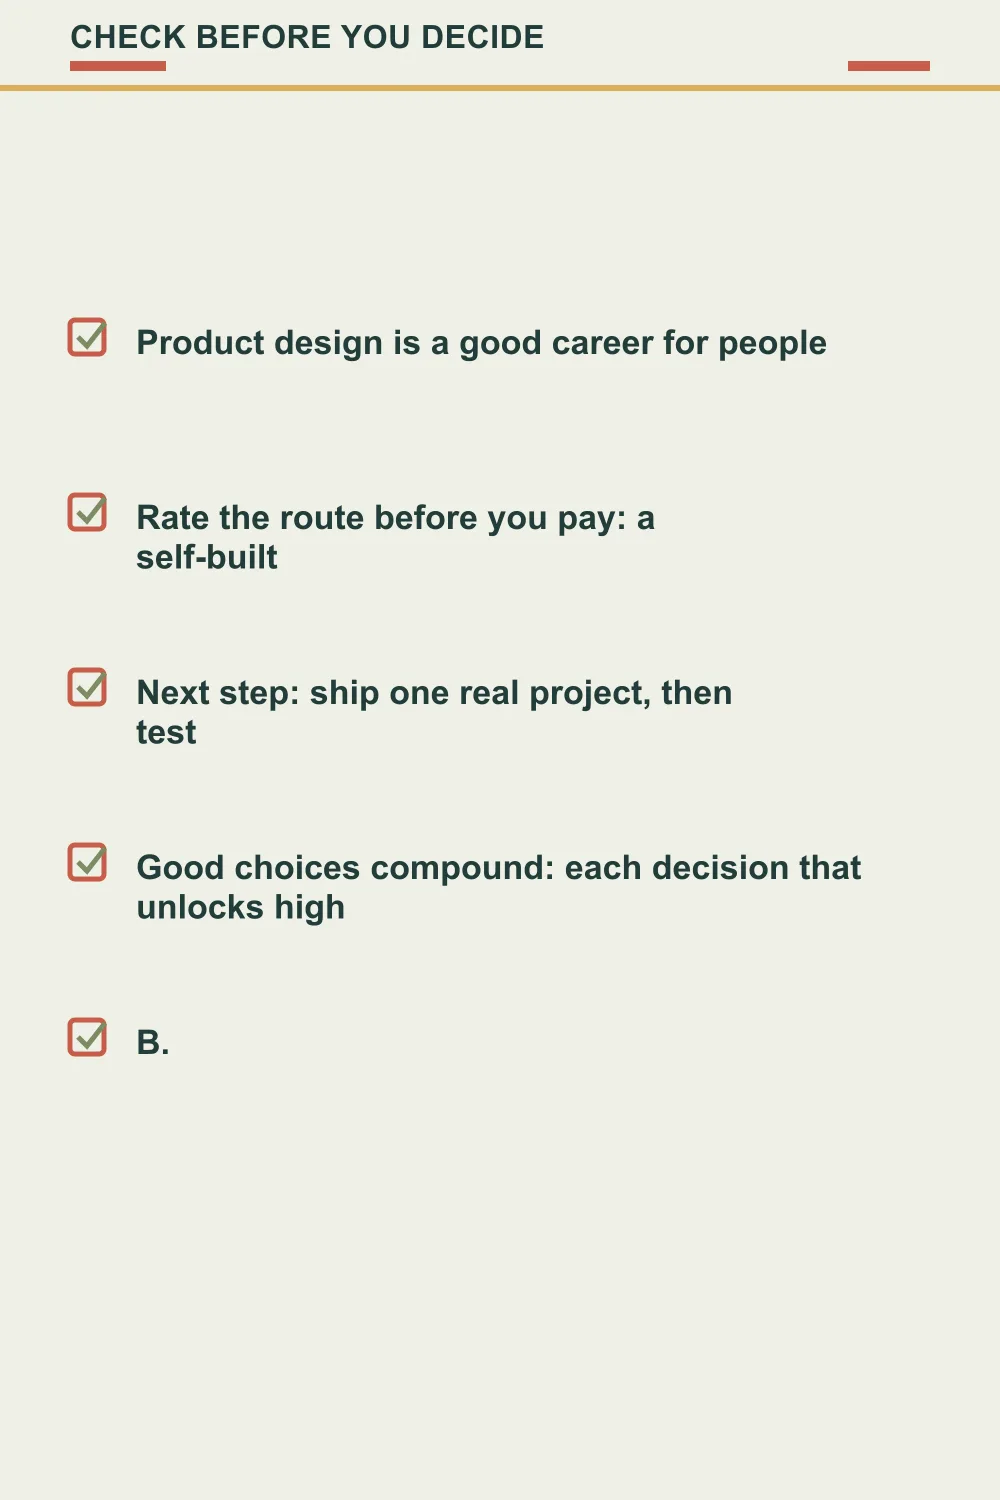 CHECK BEFORE YOU DECIDE
Product design is a good career for people
Rate the route before you pay: a
self-built
Next step: ship one real project, then
test
Good choices compound: each decision that
unlocks high
B.